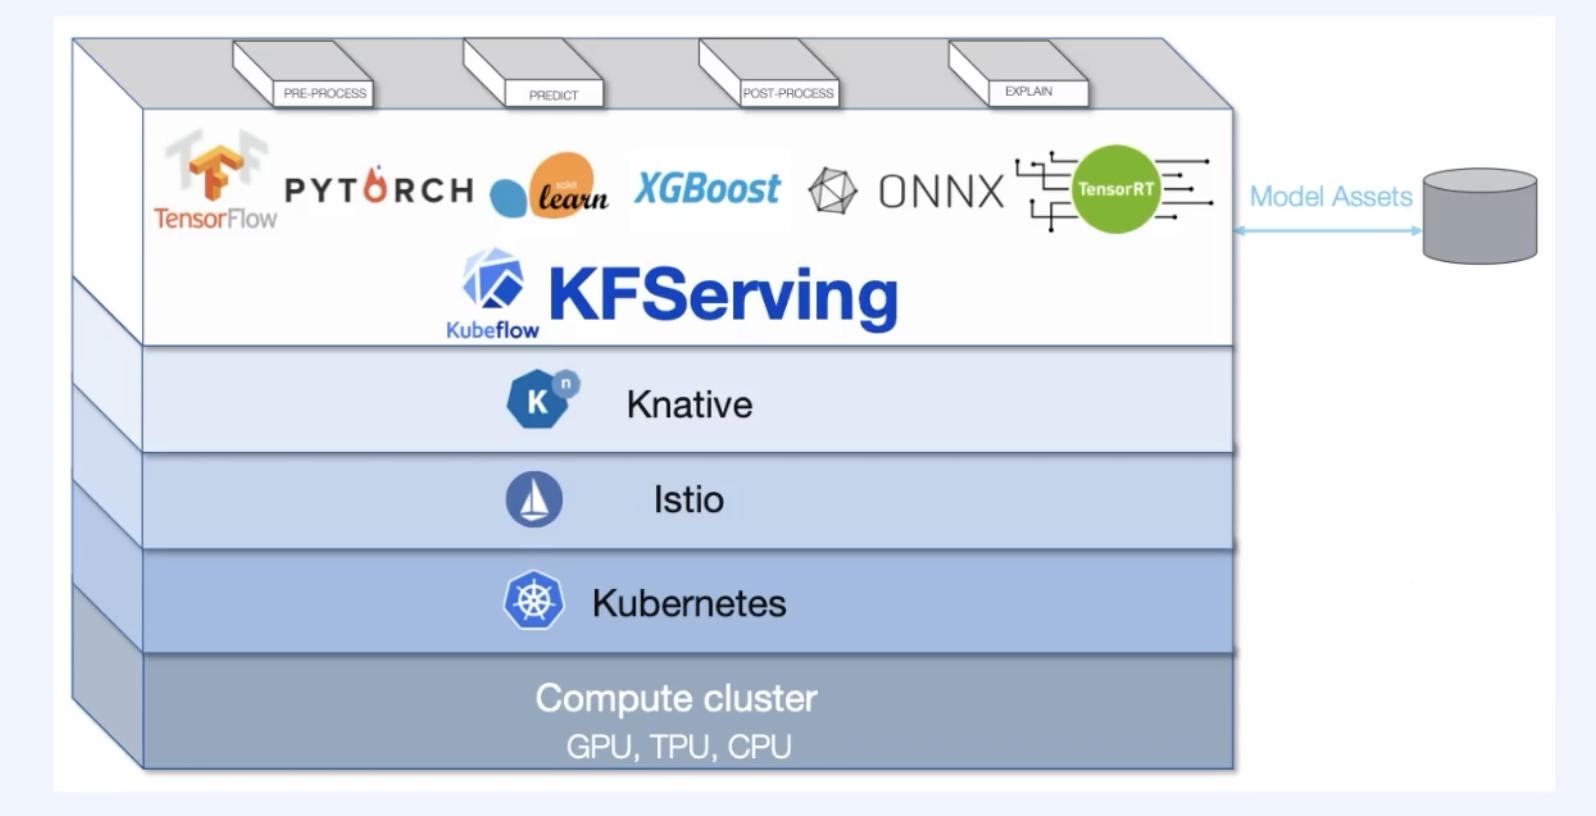 PRE-PROCESS
PREDICT
POST-PROCESS
EXPLAIN
TF
TensorFlow
PYTORCH
scikit
learn
XGBoost
ONNX
TensorRT
Model Assets
Kubeflow
KFServing
K n
Knative
Istio
Kubernetes
Compute cluster
GPU, TPU, CPU